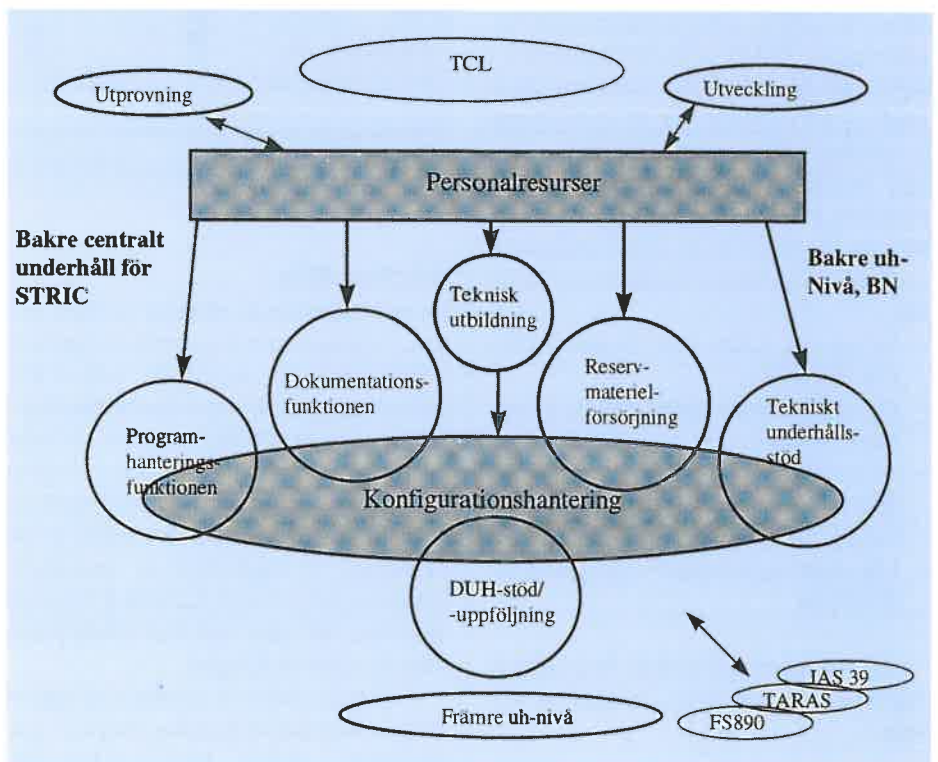 TCL
Utprovning
Utveckling
Personalresurser
Bakre centralt
underhåll för
STRIC
Bakre uh-
Nivå, BN
Teknisk
utbildning
Dokumentations-
funktionen
Reserv-
materiel-
försörjning
Program-
hanterings-
funktionen
Tekniskt
underhålls-
stöd
Konfigurationshantering
DUH-stöd/
-uppföljning
Främre uh-nivå
JAS 39
TARAS
FS890